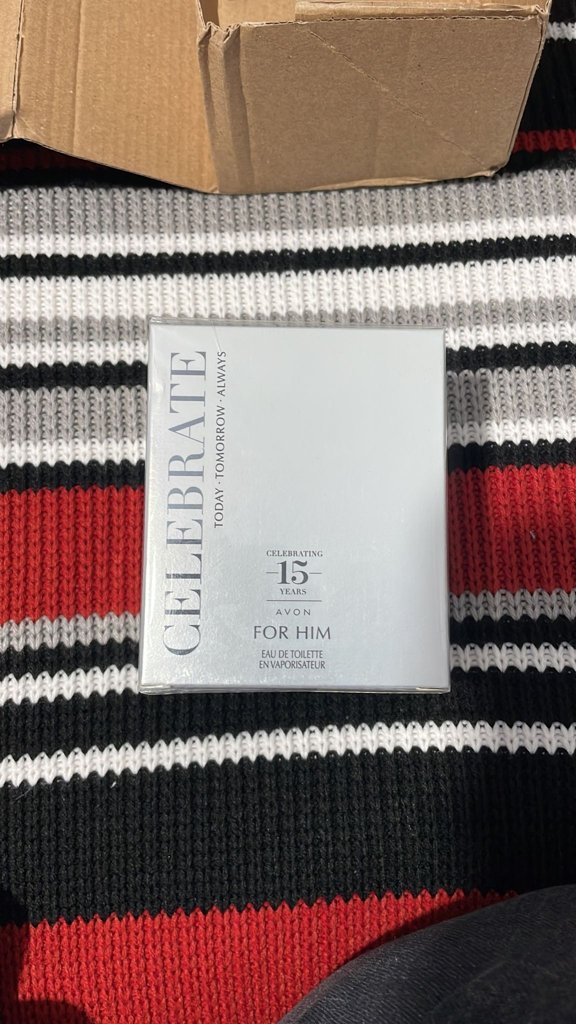 CELEBRATE
TODAY · TOMORROW · ALWAYS
CELEBRATING
15
YEARS
AVON
FOR HIM
EAU DE TOILETTE
EN VAPORISATEUR